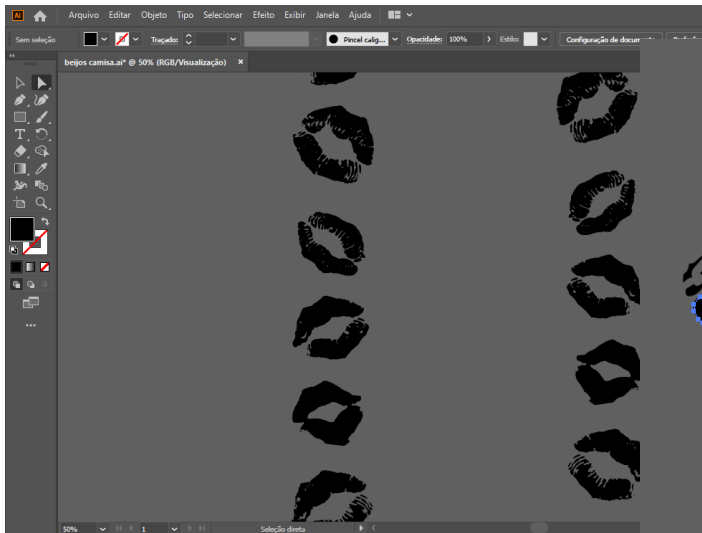 Ai Arquivo Editar Objeto Tipo Selecionar Efeito Exibir Janela Ajuda
Sem seleção Traçado: Pincel calig... Opacidade: 100% Estilo: Configuração de docum
beijos camisa.ai* @ 50% (RGB/Visualização) ×
50% 1 Seleção direta